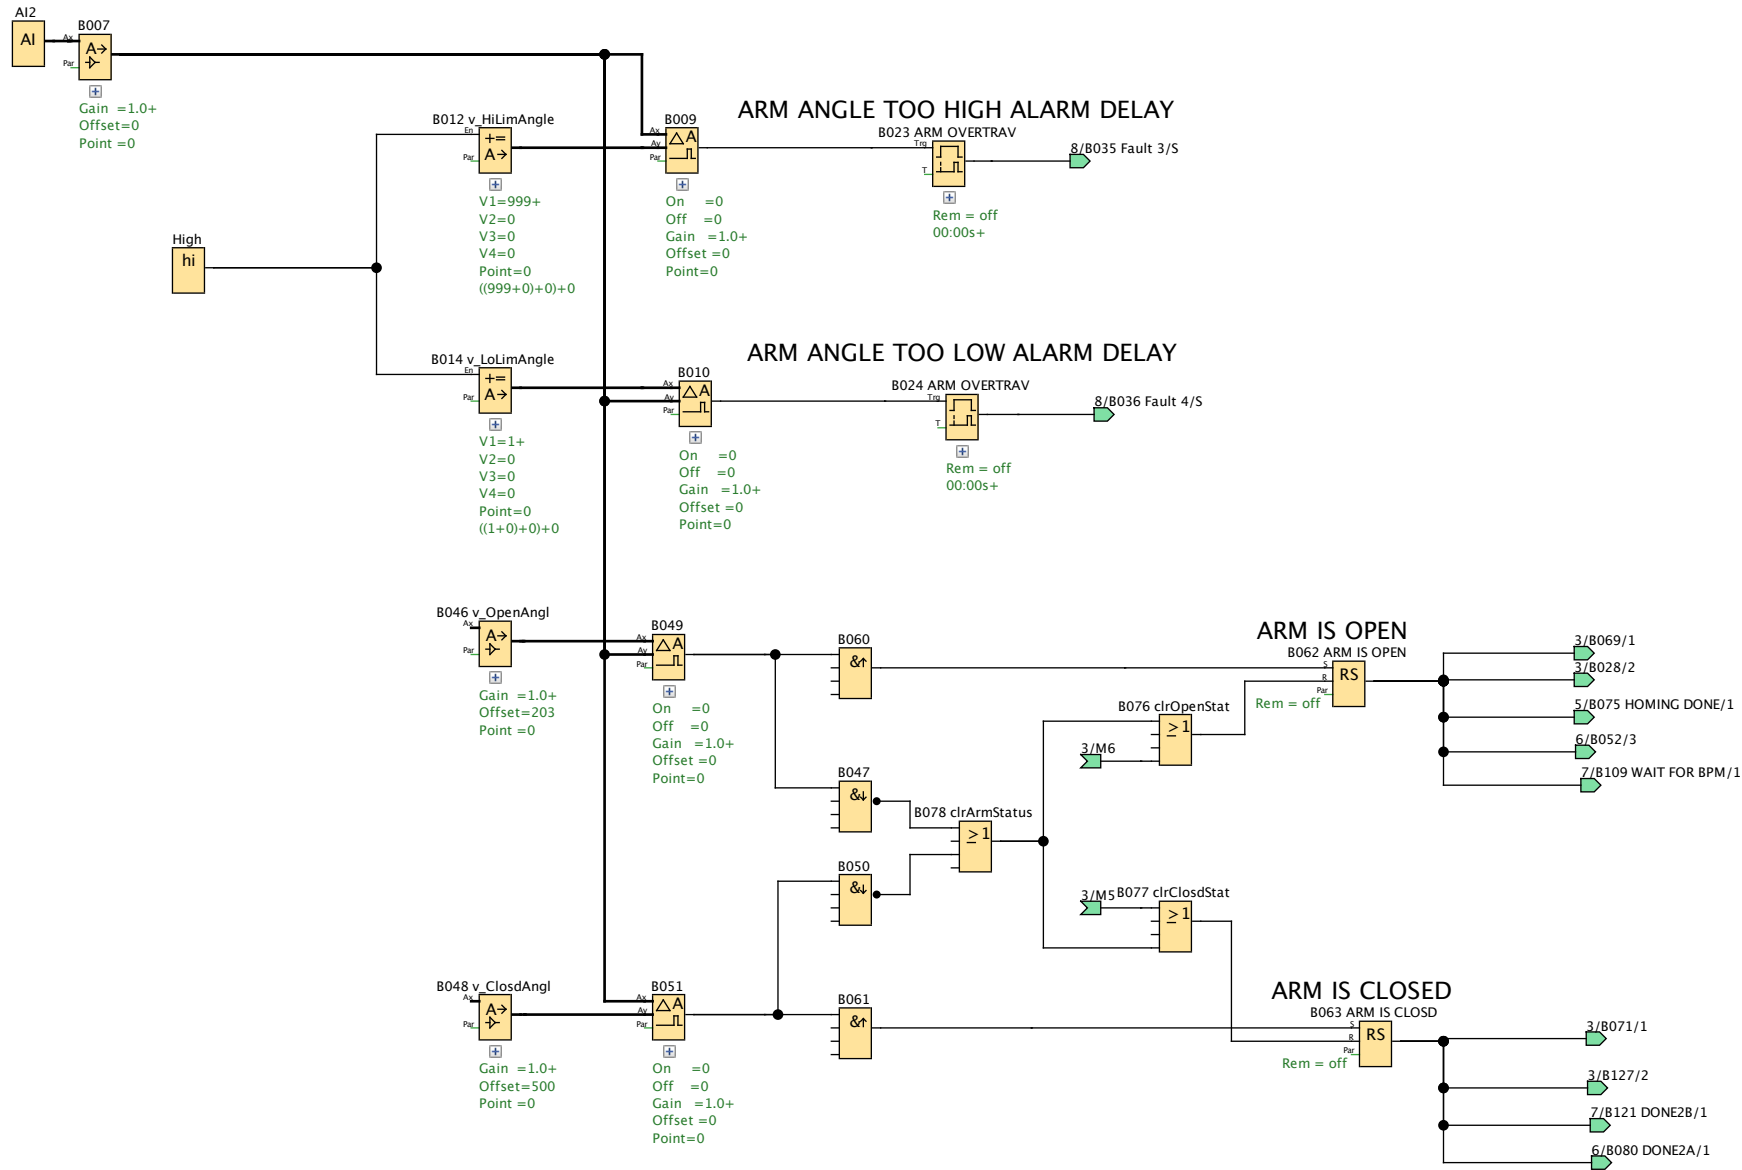 AI2
AI
B007
Ax
A→
Par
Gain =1.0+
Offset=0
Point =0
High
hi
B012 v_HiLimAngle
En
+=
A→
Par
V1=999+
V2=0
V3=0
V4=0
Point=0
((999+0)+0)+0
B009
Ax
Ay
Par
△A
On =0
Off =0
Gain =1.0+
Offset =0
Point=0
ARM ANGLE TOO HIGH ALARM DELAY
B023 ARM OVERTRAV
Trg
T
Rem = off
00:00s+
8/B035 Fault 3/S
B014 v_LoLimAngle
En
+=
A→
Par
V1=1+
V2=0
V3=0
V4=0
Point=0
((1+0)+0)+0
B010
Ax
Ay
Par
△A
On =0
Off =0
Gain =1.0+
Offset =0
Point=0
ARM ANGLE TOO LOW ALARM DELAY
B024 ARM OVERTRAV
Trg
T
Rem = off
00:00s+
8/B036 Fault 4/S
B046 v_OpenAngl
Ax
A→
Par
Gain =1.0+
Offset=203
Point =0
B049
Ax
Ay
Par
△A
On =0
Off =0
Gain =1.0+
Offset =0
Point=0
B060
&↑
B047
&↓
B050
&↓
B078 clrArmStatus
≥1
3/M6
B076 clrOpenStat
≥1
ARM IS OPEN
B062 ARM IS OPEN
S
R
Par
RS
Rem = off
3/B069/1
3/B028/2
5/B075 HOMING DONE/1
6/B052/3
7/B109 WAIT FOR BPM/1
3/M5
B077 clrClosdStat
≥1
B048 v_ClosdAngl
Ax
A→
Par
Gain =1.0+
Offset=500
Point =0
B051
Ax
Ay
Par
△A
On =0
Off =0
Gain =1.0+
Offset =0
Point=0
B061
&↑
ARM IS CLOSED
B063 ARM IS CLOSD
S
R
Par
RS
Rem = off
3/B071/1
3/B127/2
7/B121 DONE2B/1
6/B080 DONE2A/1